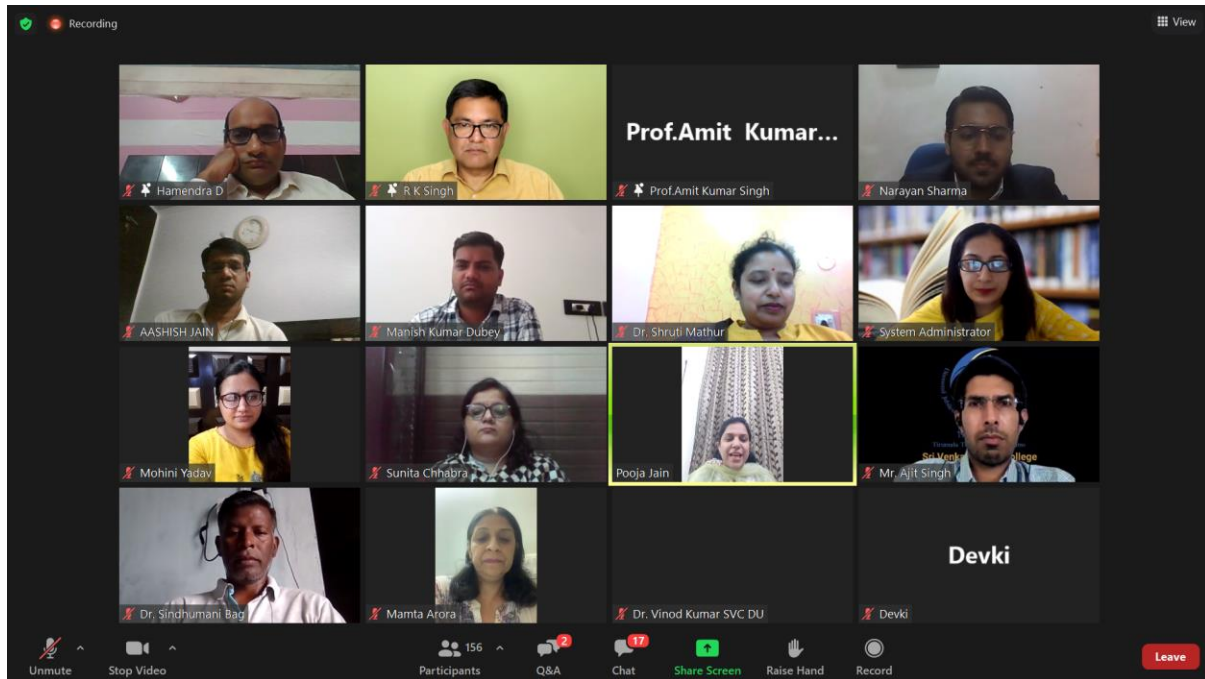 Recording
View
Prof.Amit Kumar...
Hamendra D
R K Singh
Prof.Amit Kumar Singh
Narayan Sharma
AASHISH JAIN
Manish Kumar Dubey
Dr. Shruti Mathur
System Administrator
Mohini Yadav
Sunita Chhabra
Pooja Jain
Sri Venk
llege
Mr. Ajit Singh
Devki
Dr. Sindhumani Bag
Mamta Arora
Dr. Vinod Kumar SVC DU
Devki
156
2
17
Unmute
Stop Video
Participants
Q&A
Chat
Share Screen
Raise Hand
Record
Leave